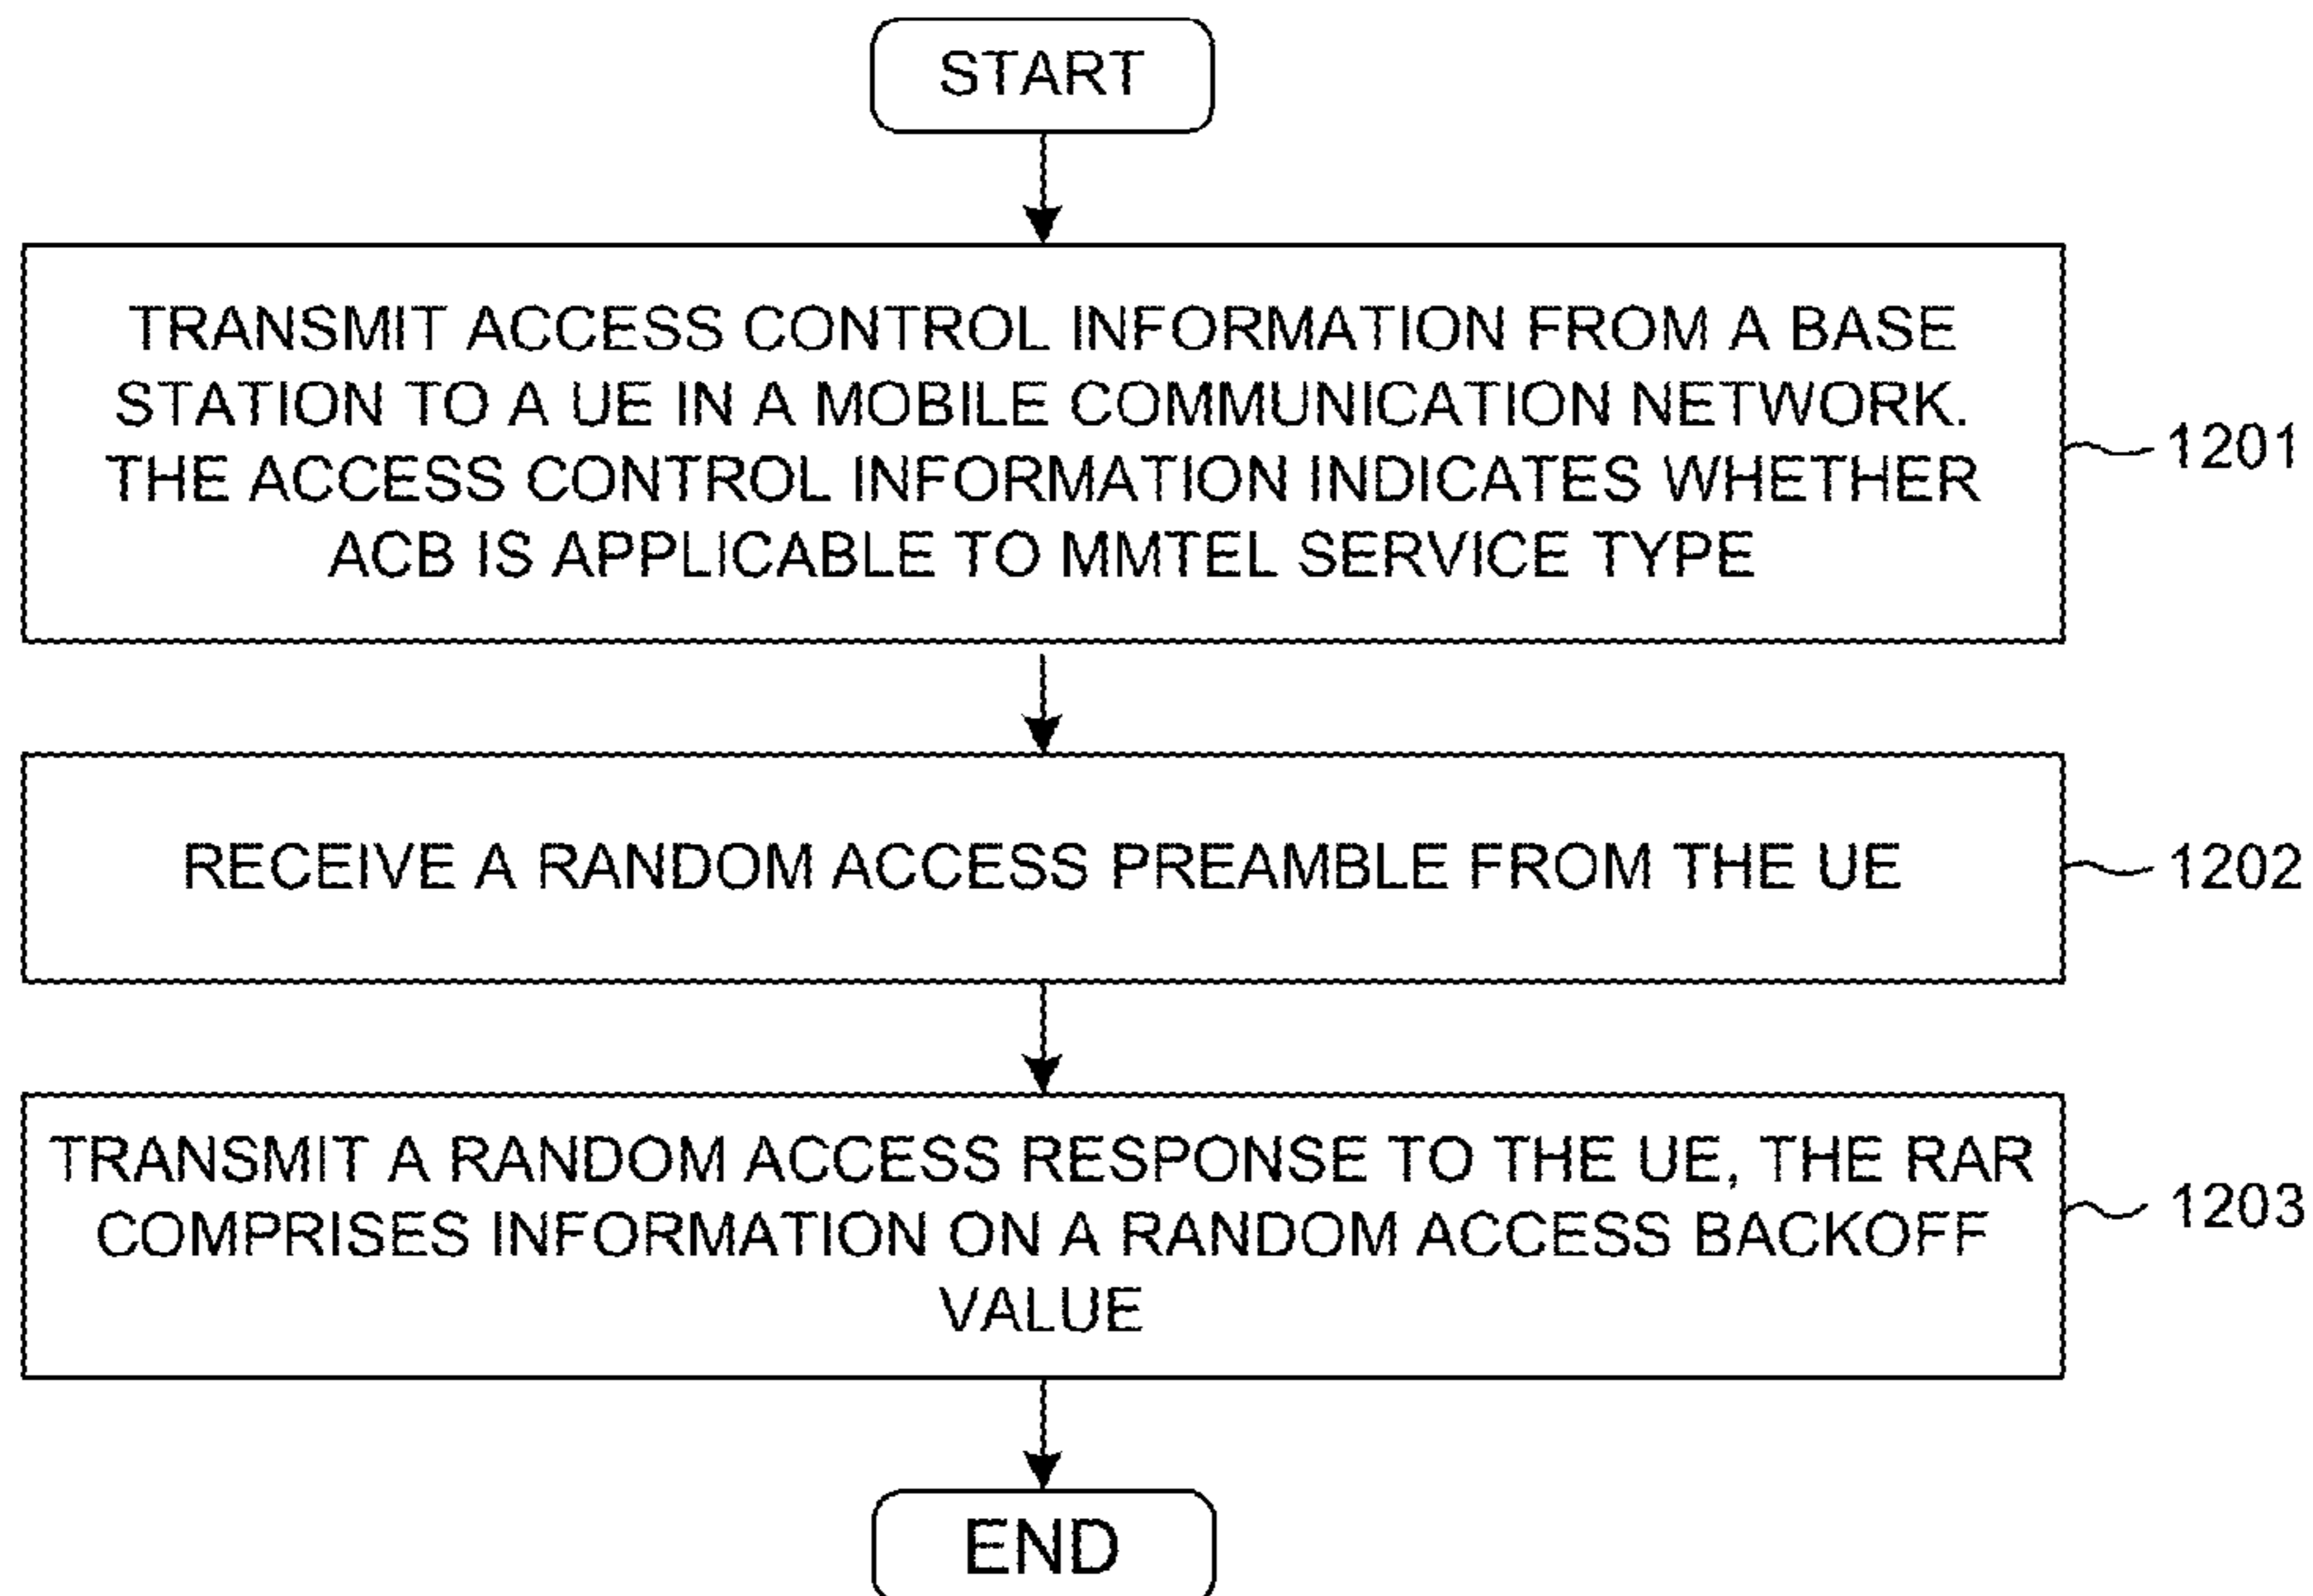 START
TRANSMIT ACCESS CONTROL INFORMATION FROM A BASE
STATION TO A UE IN A MOBILE COMMUNICATION NETWORK.
THE ACCESS CONTROL INFORMATION INDICATES WHETHER
ACB IS APPLICABLE TO MMTEL SERVICE TYPE
1201
RECEIVE A RANDOM ACCESS PREAMBLE FROM THE UE
1202
TRANSMIT A RANDOM ACCESS RESPONSE TO THE UE, THE RAR
COMPRISES INFORMATION ON A RANDOM ACCESS BACKOFF
VALUE
1203
END